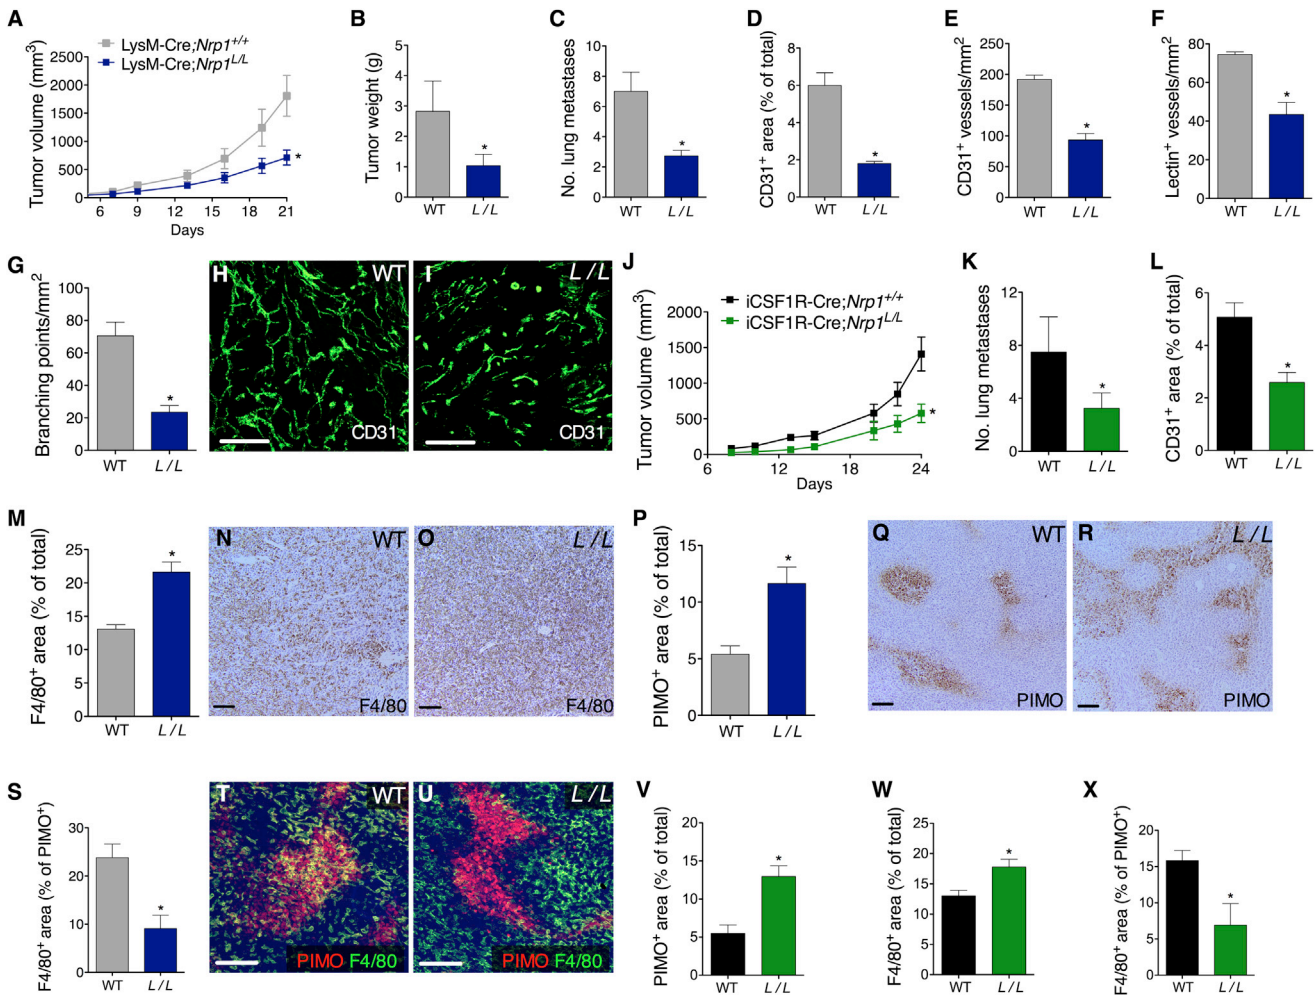 A
LysM-Cre;Nrp1+/+
LysM-Cre;Nrp1L/L
Tumor volume (mm3)
2500
2000
1500
1000
500
0
6 9 12 15 18 21
Days
*
B
Tumor weight (g)
5
4
3
2
1
0
*
WT L/L
C
No. lung metastases
10
8
6
4
2
0
*
WT L/L
D
CD31+ area (% of total)
8
6
4
2
0
*
WT L/L
E
CD31+ vessels/mm2
250
200
150
100
50
0
*
WT L/L
F
Lectin+ vessels/mm2
80
60
40
20
0
*
WT L/L
G
Branching points/mm2
100
80
60
40
20
0
*
WT L/L
H WT
CD31
I L/L
CD31
J
iCSF1R-Cre;Nrp1+/+
iCSF1R-Cre;Nrp1L/L
Tumor volume (mm3)
2000
1500
1000
500
0
6 12 18 24
Days
*
K
No. lung metastases
12
8
4
0
*
WT L/L
L
CD31+ area (% of total)
6
4
2
0
*
WT L/L
M
F4/80+ area (% of total)
25
20
15
10
5
0
*
WT L/L
N WT
F4/80
O L/L
F4/80
P
PIMO+ area (% of total)
15
10
5
0
*
WT L/L
Q WT
PIMO
R L/L
PIMO
S
F4/80+ area (% of PIMO+)
30
20
10
0
*
WT L/L
T WT
PIMO F4/80
U L/L
PIMO F4/80
V
PIMO+ area (% of total)
20
15
10
5
0
*
WT L/L
W
F4/80+ area (% of total)
25
20
15
10
5
0
*
WT L/L
X
F4/80+ area (% of PIMO+)
20
15
10
5
0
*
WT L/L